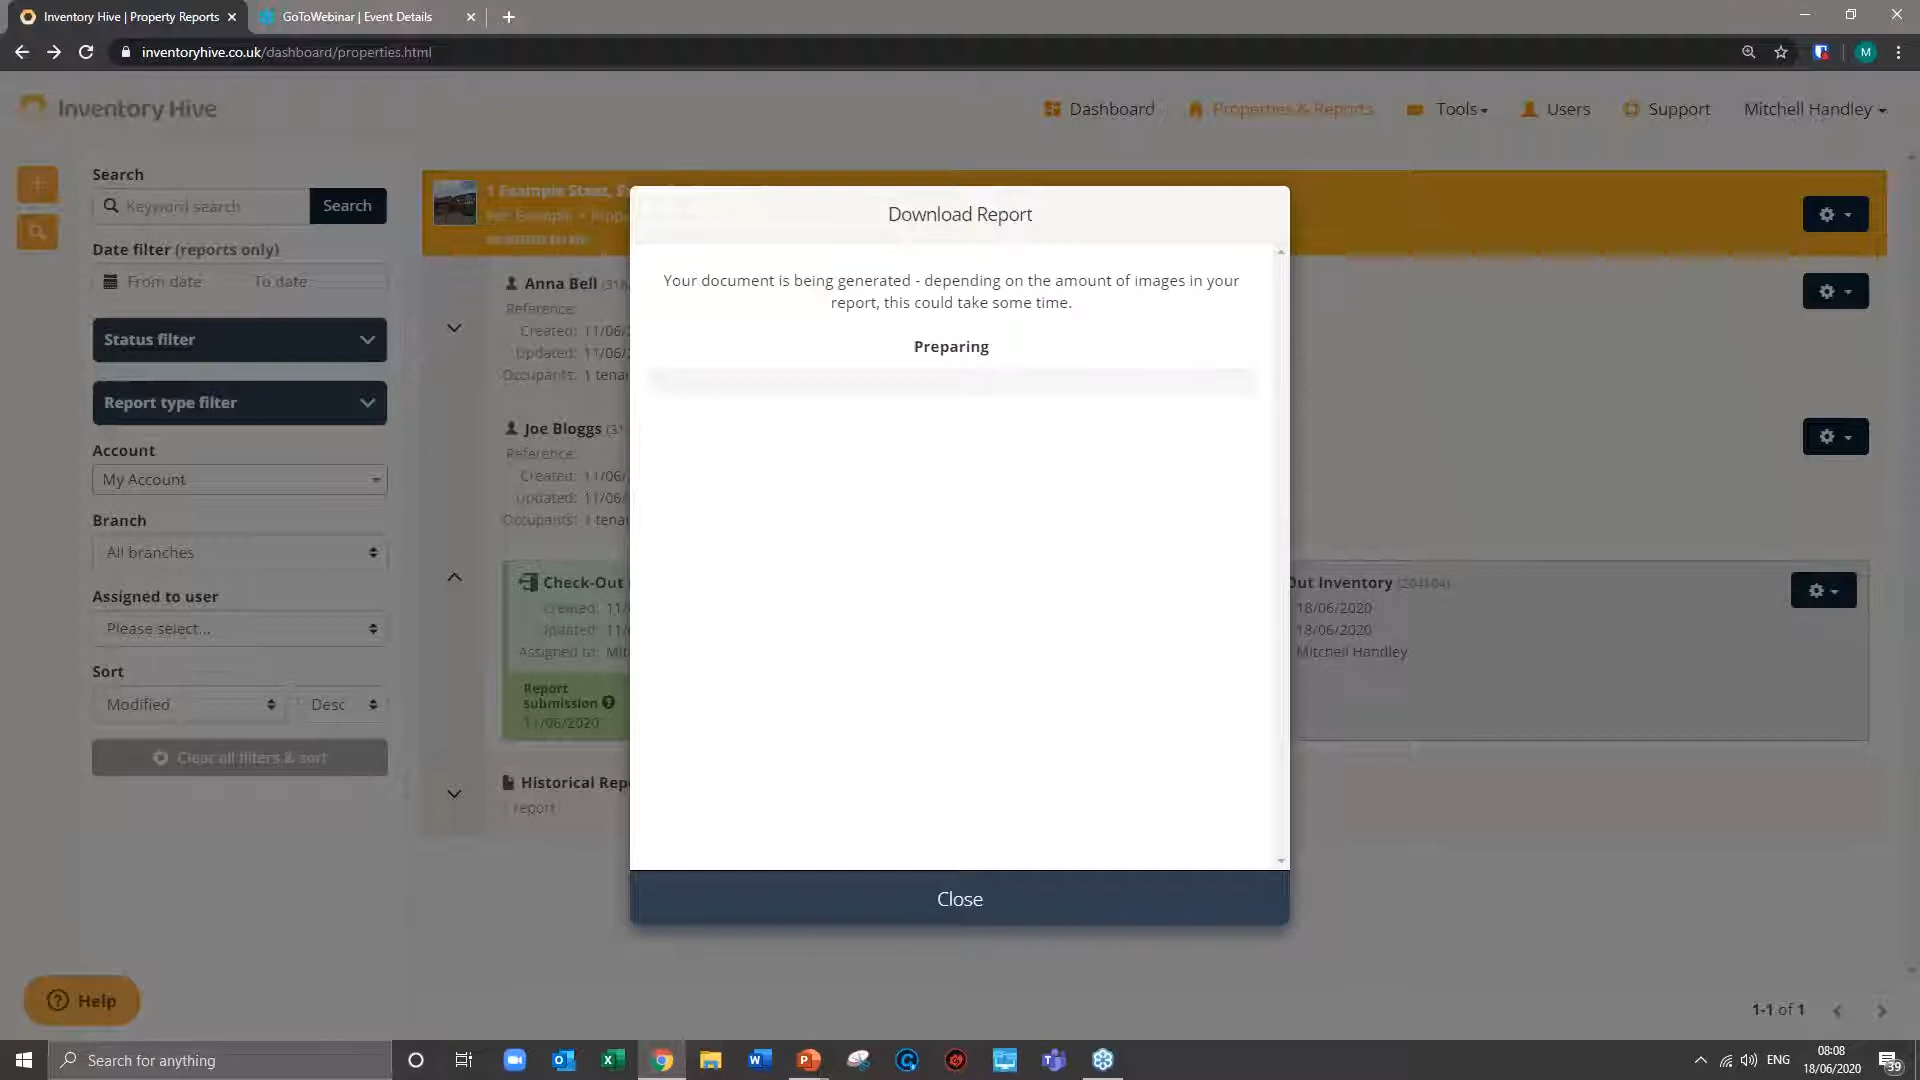 Inventory Hive | Property Reports
GoToWebinar | Event Details
inventoryhive.co.uk/dashboard/properties.html
M
Inventory Hive
Dashboard
Properties & Reports
Tools
Users
Support
Mitchell Handley
Search
Keyword search
Search
Date filter (reports only)
From date
To date
Status filter
Report type filter
Account
My Account
Branch
All branches
Assigned to user
Please select...
Sort
Modified
Desc
Clear all filters & sort
1 Example Street,
Anna Bell
Reference:
Created: 11/06/
Updated: 11/06/
Occupants: 1 tena
Joe Bloggs
Reference:
Created: 11/06/
Updated: 11/06/
Occupants: 1 tena
Check-Out
Created: 11/
Updated: 11/
Assigned to: Mit
Report
submission
11/06/2020
Out Inventory
18/06/2020
18/06/2020
Mitchell Handley
Historical Rep
report
Download Report
Your document is being generated - depending on the amount of images in your
report, this could take some time.
Preparing
Close
Help
1-1 of 1
Search for anything
ENG
08:08
18/06/2020
39